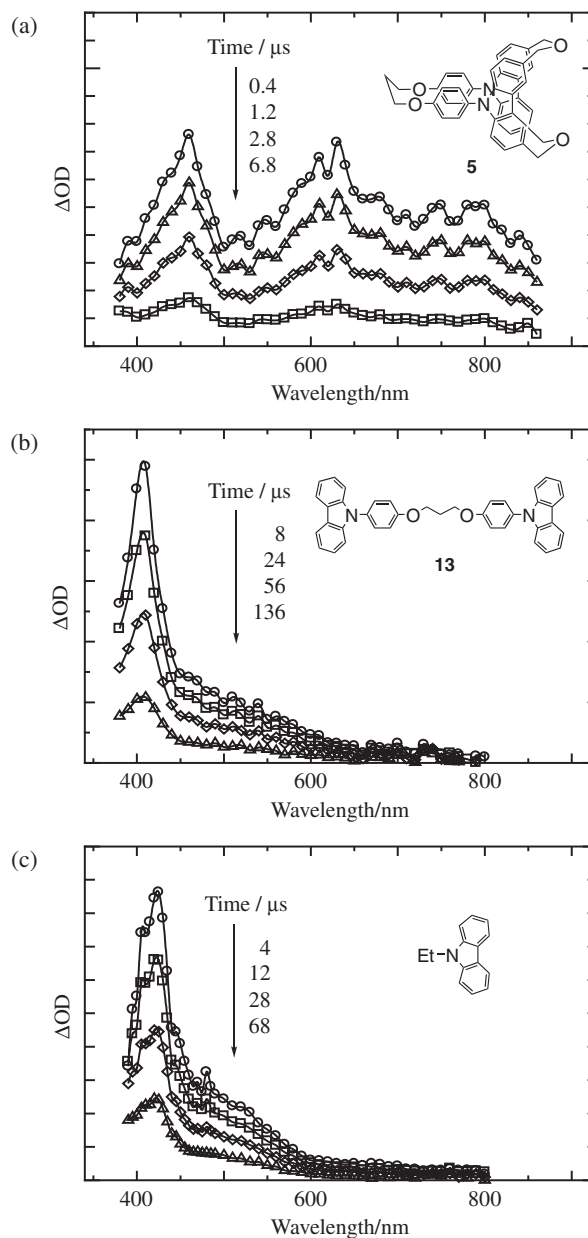 (a)
Time / μs
0.4
1.2
2.8
6.8
O
O
N
N
O
O
5
ΔOD
400
600
800
Wavelength/nm
(b)
Time / μs
8
24
56
136
N
O
O
N
13
ΔOD
400
600
800
Wavelength/nm
(c)
Time / μs
4
12
28
68
Et
N
ΔOD
400
600
800
Wavelength/nm